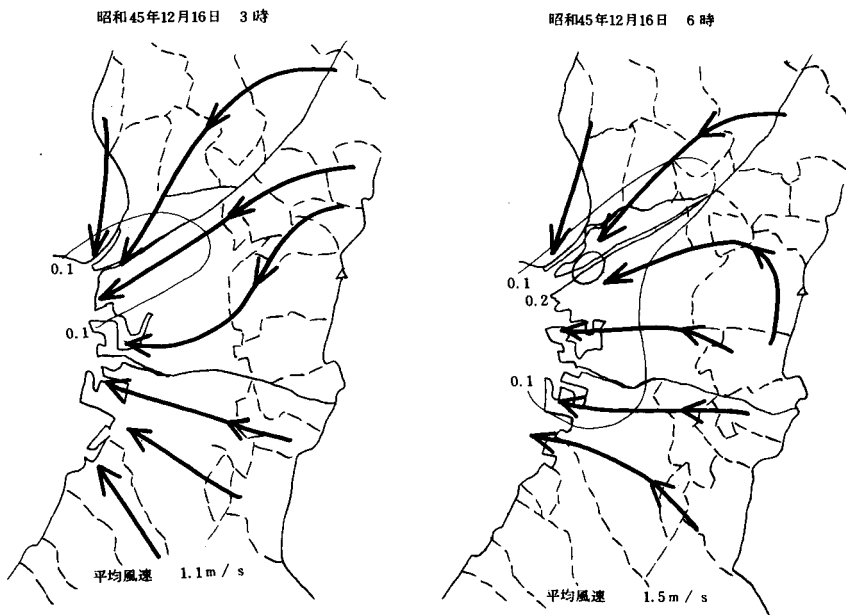 昭和45年12月16日 3時
0.1
0.1
平均風速 1.1m / s
昭和45年12月16日 6時
0.1
0.2
0.1
平均風速 1.5m / s